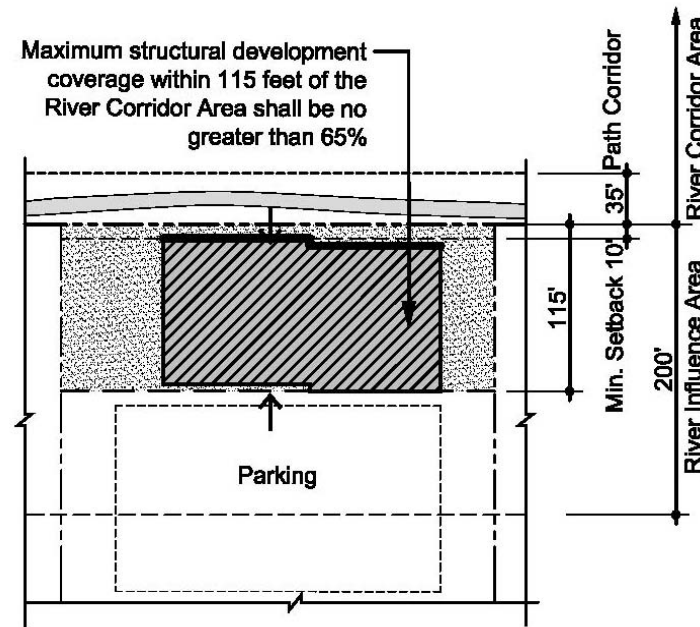 Maximum structural development
coverage within 115 feet of the
River Corridor Area shall be no
greater than 65%
35' Path Corridor
River Corridor Area
Min. Setback 10'
115'
200'
River Influence Area
Parking